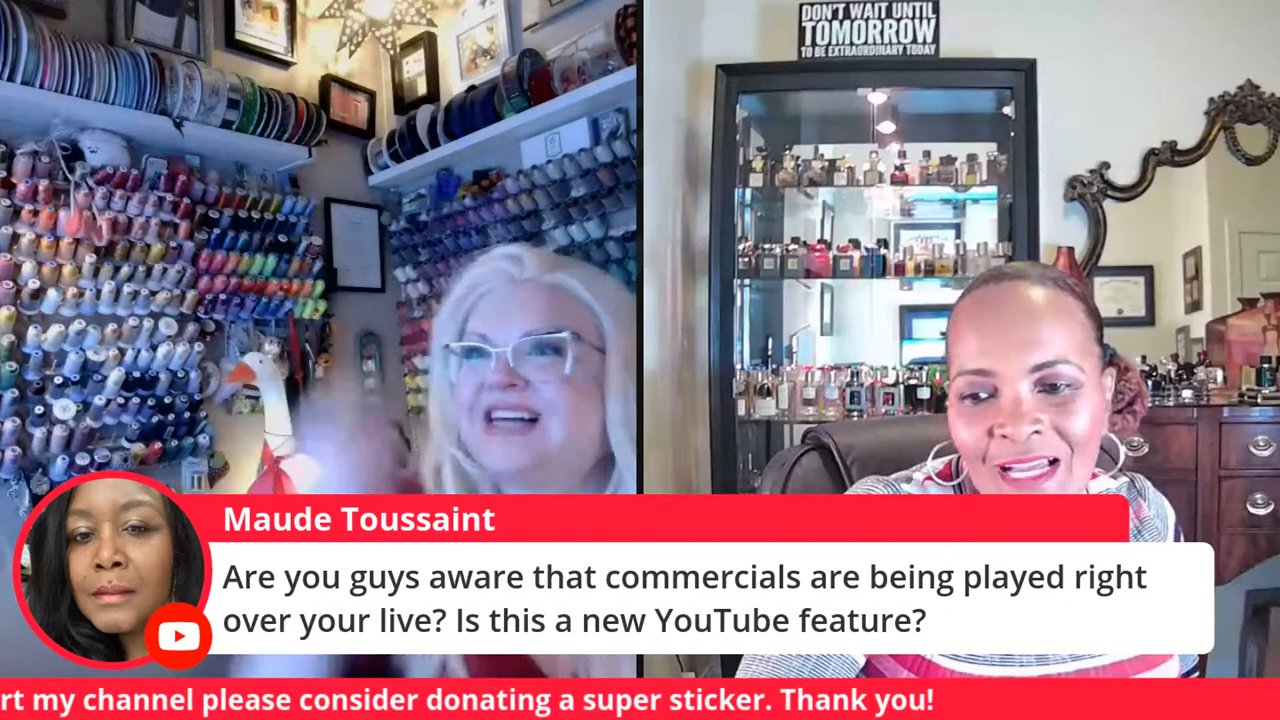 DON'T WAIT UNTIL
TOMORROW
TO BE EXTRAORDINARY TODAY
Maude Toussaint
Are you guys aware that commercials are being played right
over your live? Is this a new YouTube feature?
rt my channel please consider donating a super sticker. Thank you!